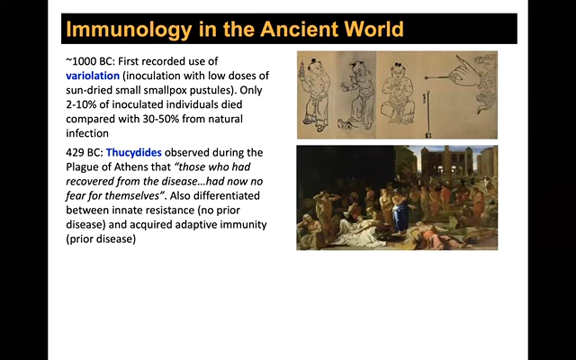 Immunology in the Ancient World
~1000 BC: First recorded use of
variolation (inoculation with low doses of
sun-dried small smallpox pustules). Only
2-10% of inoculated individuals died
compared with 30-50% from natural
infection
429 BC: Thucydides observed during the
Plague of Athens that “those who had
recovered from the disease…had now no
fear for themselves”. Also differentiated
between innate resistance (no prior
disease) and acquired adaptive immunity
(prior disease)